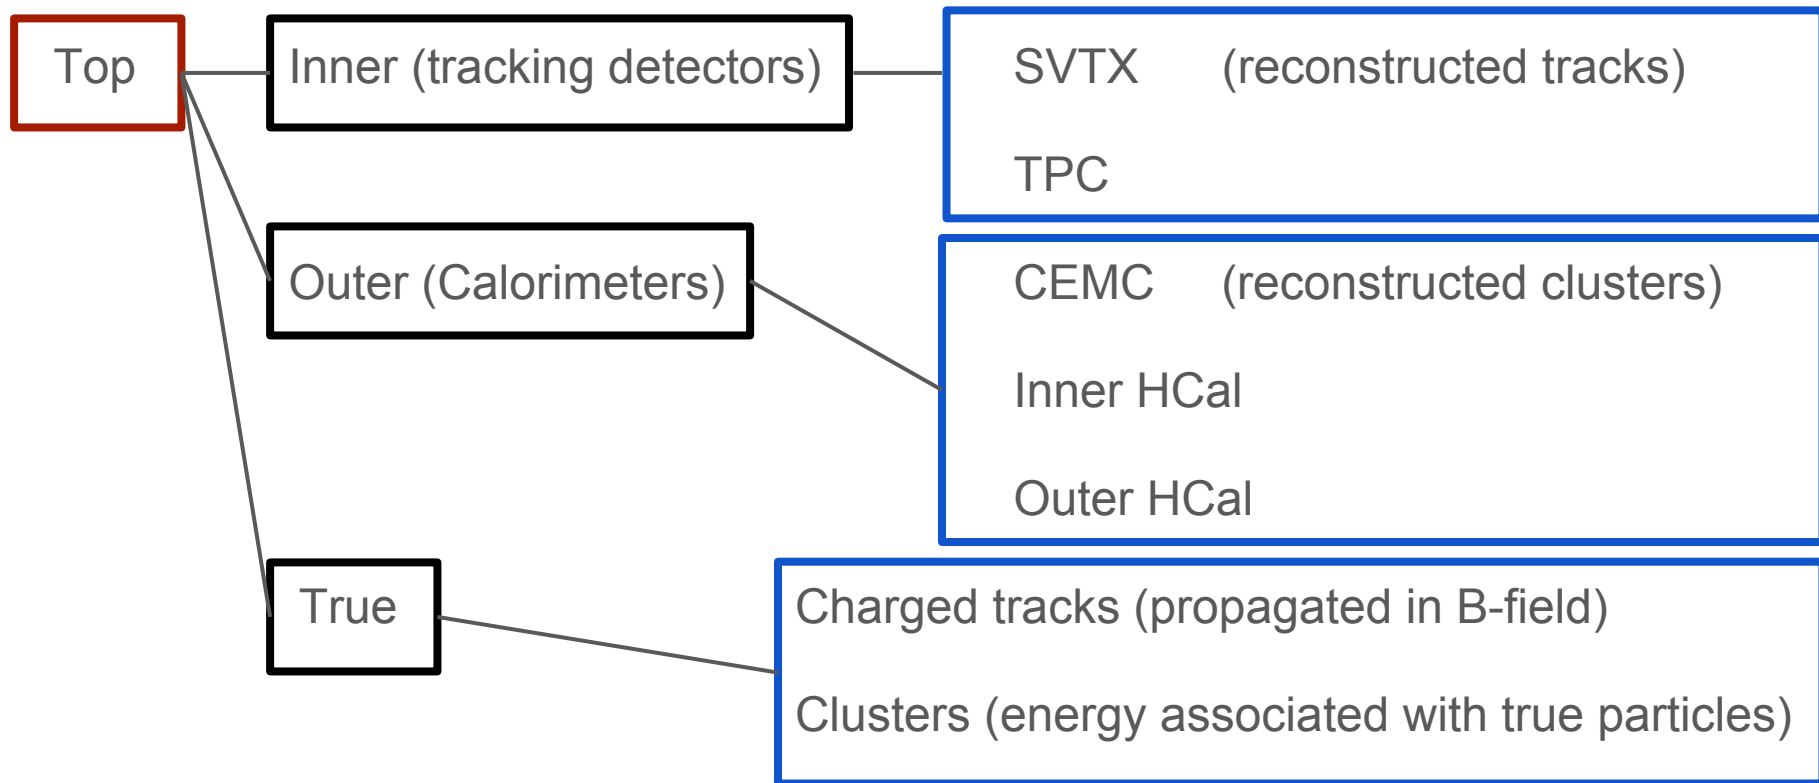 Top
Inner (tracking detectors)
SVTX (reconstructed tracks)
TPC
Outer (Calorimeters)
CEMC (reconstructed clusters)
Inner HCal
Outer HCal
True
Charged tracks (propagated in B-field)
Clusters (energy associated with true particles)